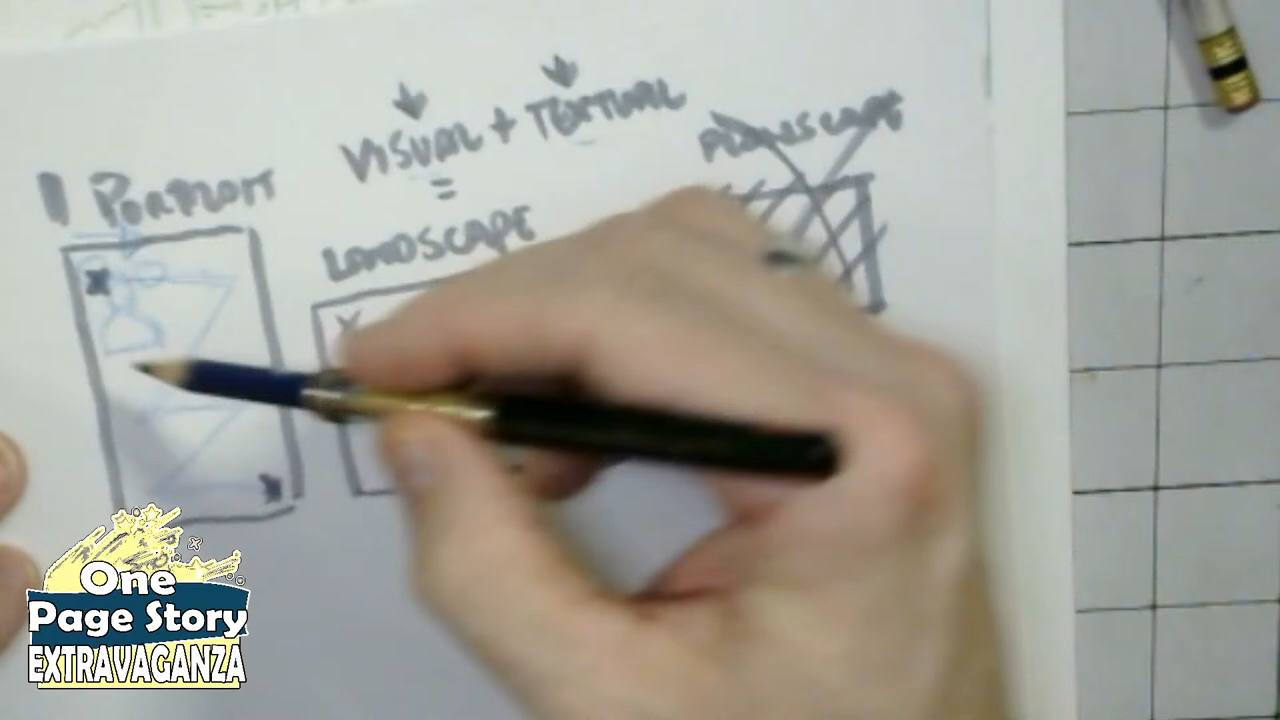 VISUAL + TEXTUAL
=
1 PORTRAIT
LANDSCAPE
One
Page Story
EXTRAVAGANZA